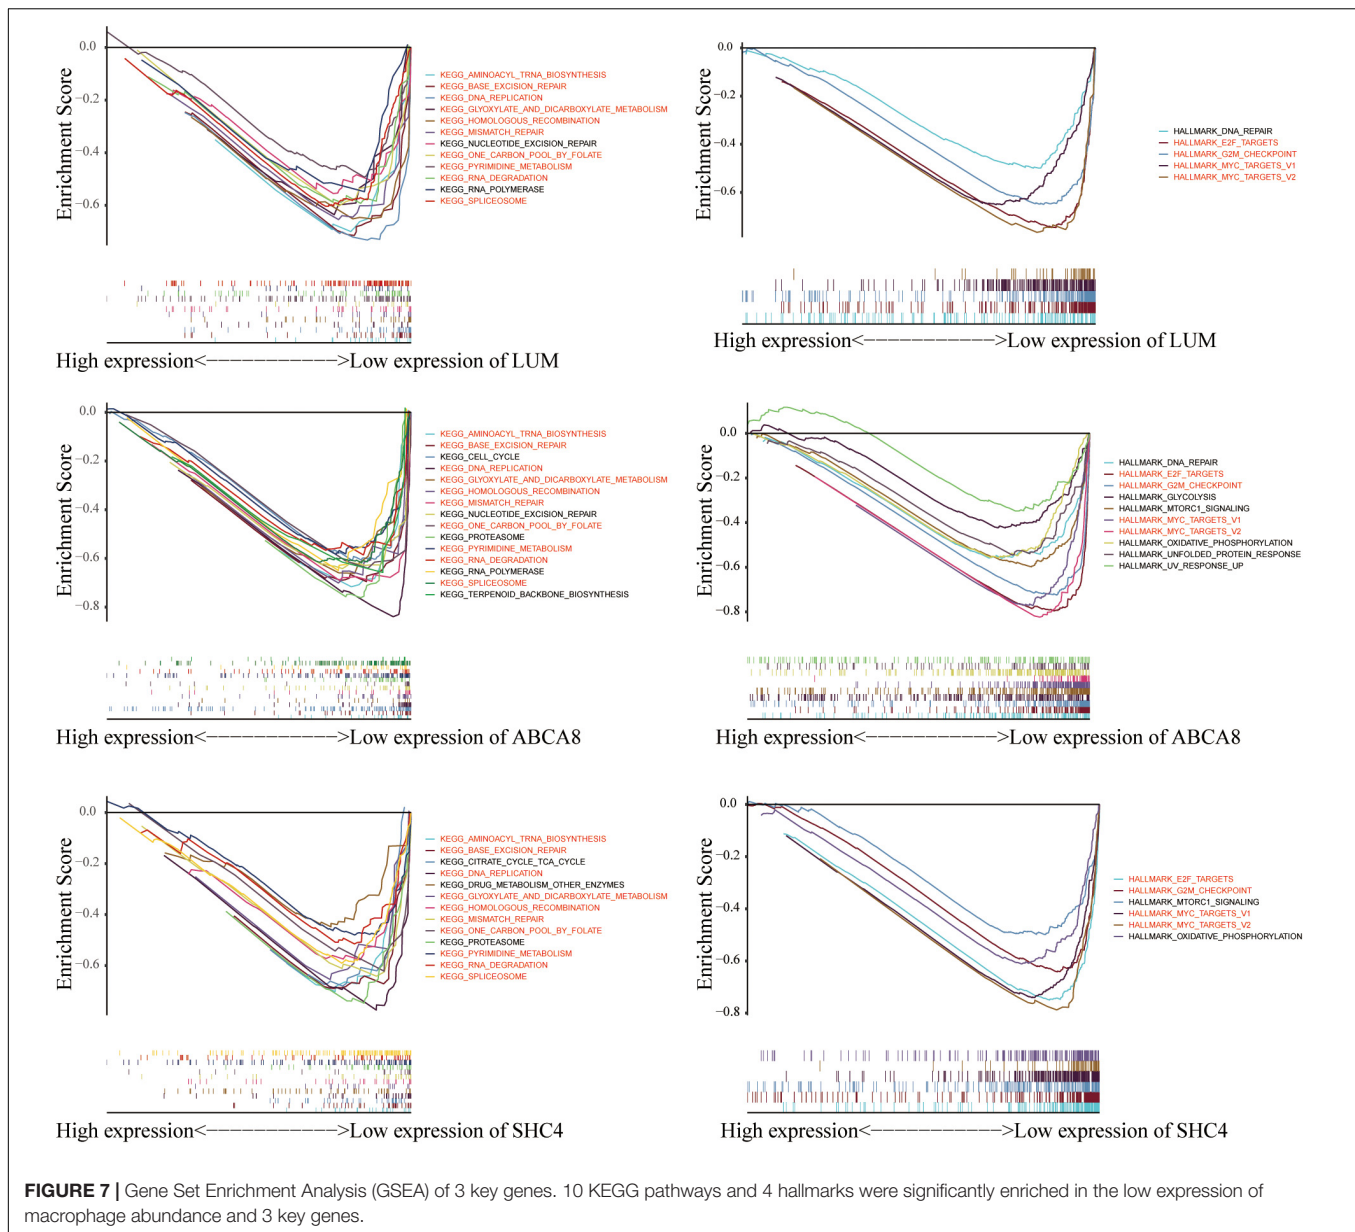 Enrichment Score
0.0
−0.2
−0.4
−0.6
KEGG_AMINOACYL_TRNA_BIOSYNTHESIS
KEGG_BASE_EXCISION_REPAIR
KEGG_DNA_REPLICATION
KEGG_GLYOXYLATE_AND_DICARBOXYLATE_METABOLISM
KEGG_HOMOLOGOUS_RECOMBINATION
KEGG_MISMATCH_REPAIR
KEGG_NUCLEOTIDE_EXCISION_REPAIR
KEGG_ONE_CARBON_POOL_BY_FOLATE
KEGG_PYRIMIDINE_METABOLISM
KEGG_RNA_DEGRADATION
KEGG_RNA_POLYMERASE
KEGG_SPLICEOSOME
High expression<−−−−−−−−−−−>Low expression of LUM
Enrichment Score
0.0
−0.2
−0.4
−0.6
HALLMARK_DNA_REPAIR
HALLMARK_E2F_TARGETS
HALLMARK_G2M_CHECKPOINT
HALLMARK_MYC_TARGETS_V1
HALLMARK_MYC_TARGETS_V2
High expression<−−−−−−−−−−−>Low expression of LUM
Enrichment Score
0.0
−0.2
−0.4
−0.6
−0.8
KEGG_AMINOACYL_TRNA_BIOSYNTHESIS
KEGG_BASE_EXCISION_REPAIR
KEGG_CELL_CYCLE
KEGG_DNA_REPLICATION
KEGG_GLYOXYLATE_AND_DICARBOXYLATE_METABOLISM
KEGG_HOMOLOGOUS_RECOMBINATION
KEGG_MISMATCH_REPAIR
KEGG_NUCLEOTIDE_EXCISION_REPAIR
KEGG_ONE_CARBON_POOL_BY_FOLATE
KEGG_PROTEASOME
KEGG_PYRIMIDINE_METABOLISM
KEGG_RNA_DEGRADATION
KEGG_RNA_POLYMERASE
KEGG_SPLICEOSOME
KEGG_TERPENOID_BACKBONE_BIOSYNTHESIS
High expression<−−−−−−−−−−−>Low expression of ABCA8
Enrichment Score
0.0
−0.2
−0.4
−0.6
−0.8
HALLMARK_DNA_REPAIR
HALLMARK_E2F_TARGETS
HALLMARK_G2M_CHECKPOINT
HALLMARK_GLYCOLYSIS
HALLMARK_MTORC1_SIGNALING
HALLMARK_MYC_TARGETS_V1
HALLMARK_MYC_TARGETS_V2
HALLMARK_OXIDATIVE_PHOSPHORYLATION
HALLMARK_UNFOLDED_PROTEIN_RESPONSE
HALLMARK_UV_RESPONSE_UP
High expression<−−−−−−−−−−−>Low expression of ABCA8
Enrichment Score
0.0
−0.2
−0.4
−0.6
KEGG_AMINOACYL_TRNA_BIOSYNTHESIS
KEGG_BASE_EXCISION_REPAIR
KEGG_CITRATE_CYCLE_TCA_CYCLE
KEGG_DNA_REPLICATION
KEGG_DRUG_METABOLISM_OTHER_ENZYMES
KEGG_GLYOXYLATE_AND_DICARBOXYLATE_METABOLISM
KEGG_HOMOLOGOUS_RECOMBINATION
KEGG_MISMATCH_REPAIR
KEGG_ONE_CARBON_POOL_BY_FOLATE
KEGG_PROTEASOME
KEGG_PYRIMIDINE_METABOLISM
KEGG_RNA_DEGRADATION
KEGG_SPLICEOSOME
High expression<−−−−−−−−−−−>Low expression of SHC4
Enrichment Score
0.0
−0.2
−0.4
−0.6
−0.8
HALLMARK_E2F_TARGETS
HALLMARK_G2M_CHECKPOINT
HALLMARK_MTORC1_SIGNALING
HALLMARK_MYC_TARGETS_V1
HALLMARK_MYC_TARGETS_V2
HALLMARK_OXIDATIVE_PHOSPHORYLATION
High expression<−−−−−−−−−−−>Low expression of SHC4
FIGURE 7 | Gene Set Enrichment Analysis (GSEA) of 3 key genes. 10 KEGG pathways and 4 hallmarks were significantly enriched in the low expression of
macrophage abundance and 3 key genes.